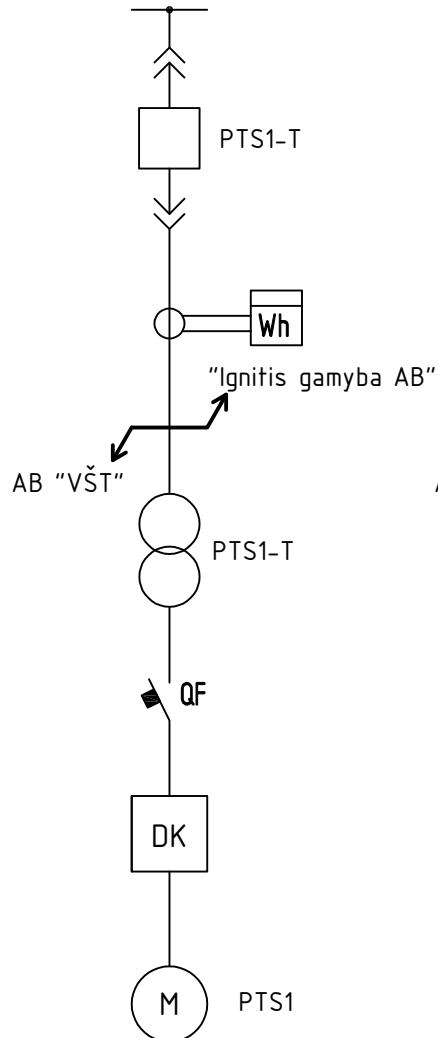 PTS1-T
Wh
"Ignitis gamyba AB"
AB "VŠT"
PTS1-T
QF
DK
M PTS1